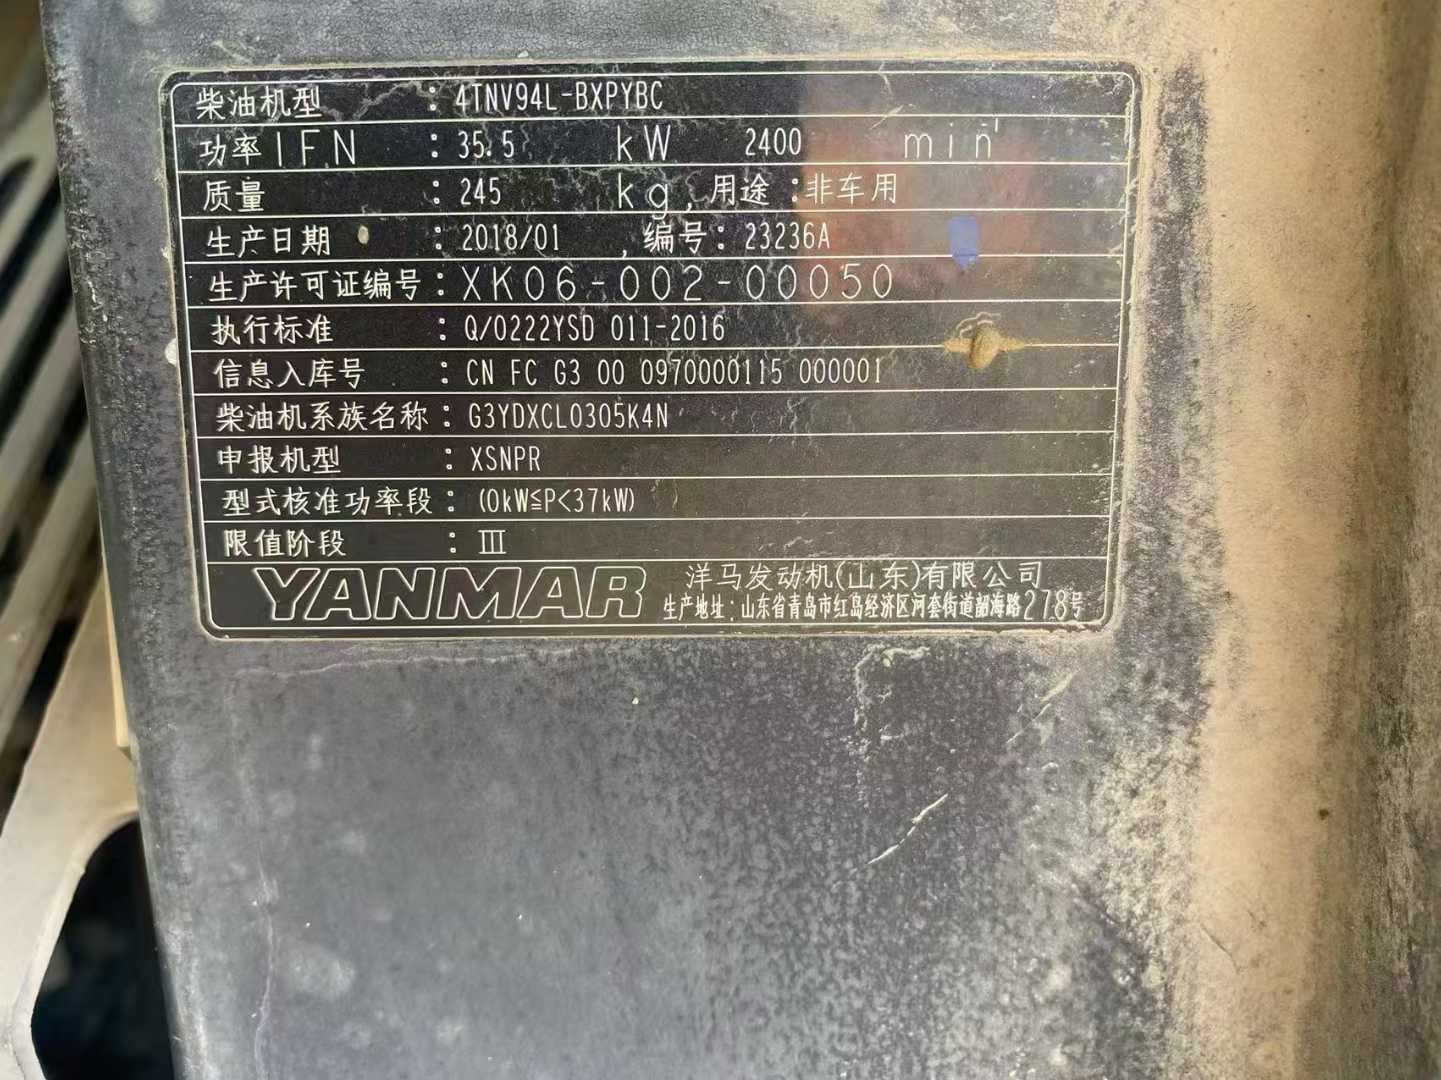 柴油机型 : 4TNV94L-BXPYBC
功率IFN : 35.5 kW 2400 min⁻¹
质量 : 245 kg, 用途 :非车用
生产日期 : 2018/01 , 编号: 23236A
生产许可证编号: XK06-002-00050
执行标准 : Q/0222YSD 011-2016
信息入库号 : CN FC G3 00 0970000115 000001
柴油机系族名称: G3YDXCL0305K4N
申报机型 : XSNPR
型式核准功率段: (0kW≦P<37kW)
限值阶段 : III
YANMAR 洋马发动机(山东)有限公司
生产地址: 山东省青岛市红岛经济区河套街道韶海路278号